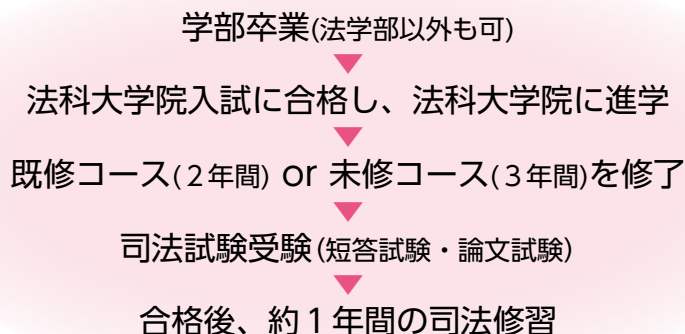 学部卒業(法学部以外も可)
法科大学院入試に合格し、法科大学院に進学
既修コース(2年間) or 未修コース(3年間)を修了
司法試験受験(短答試験・論文試験)
合格後、約1年間の司法修習